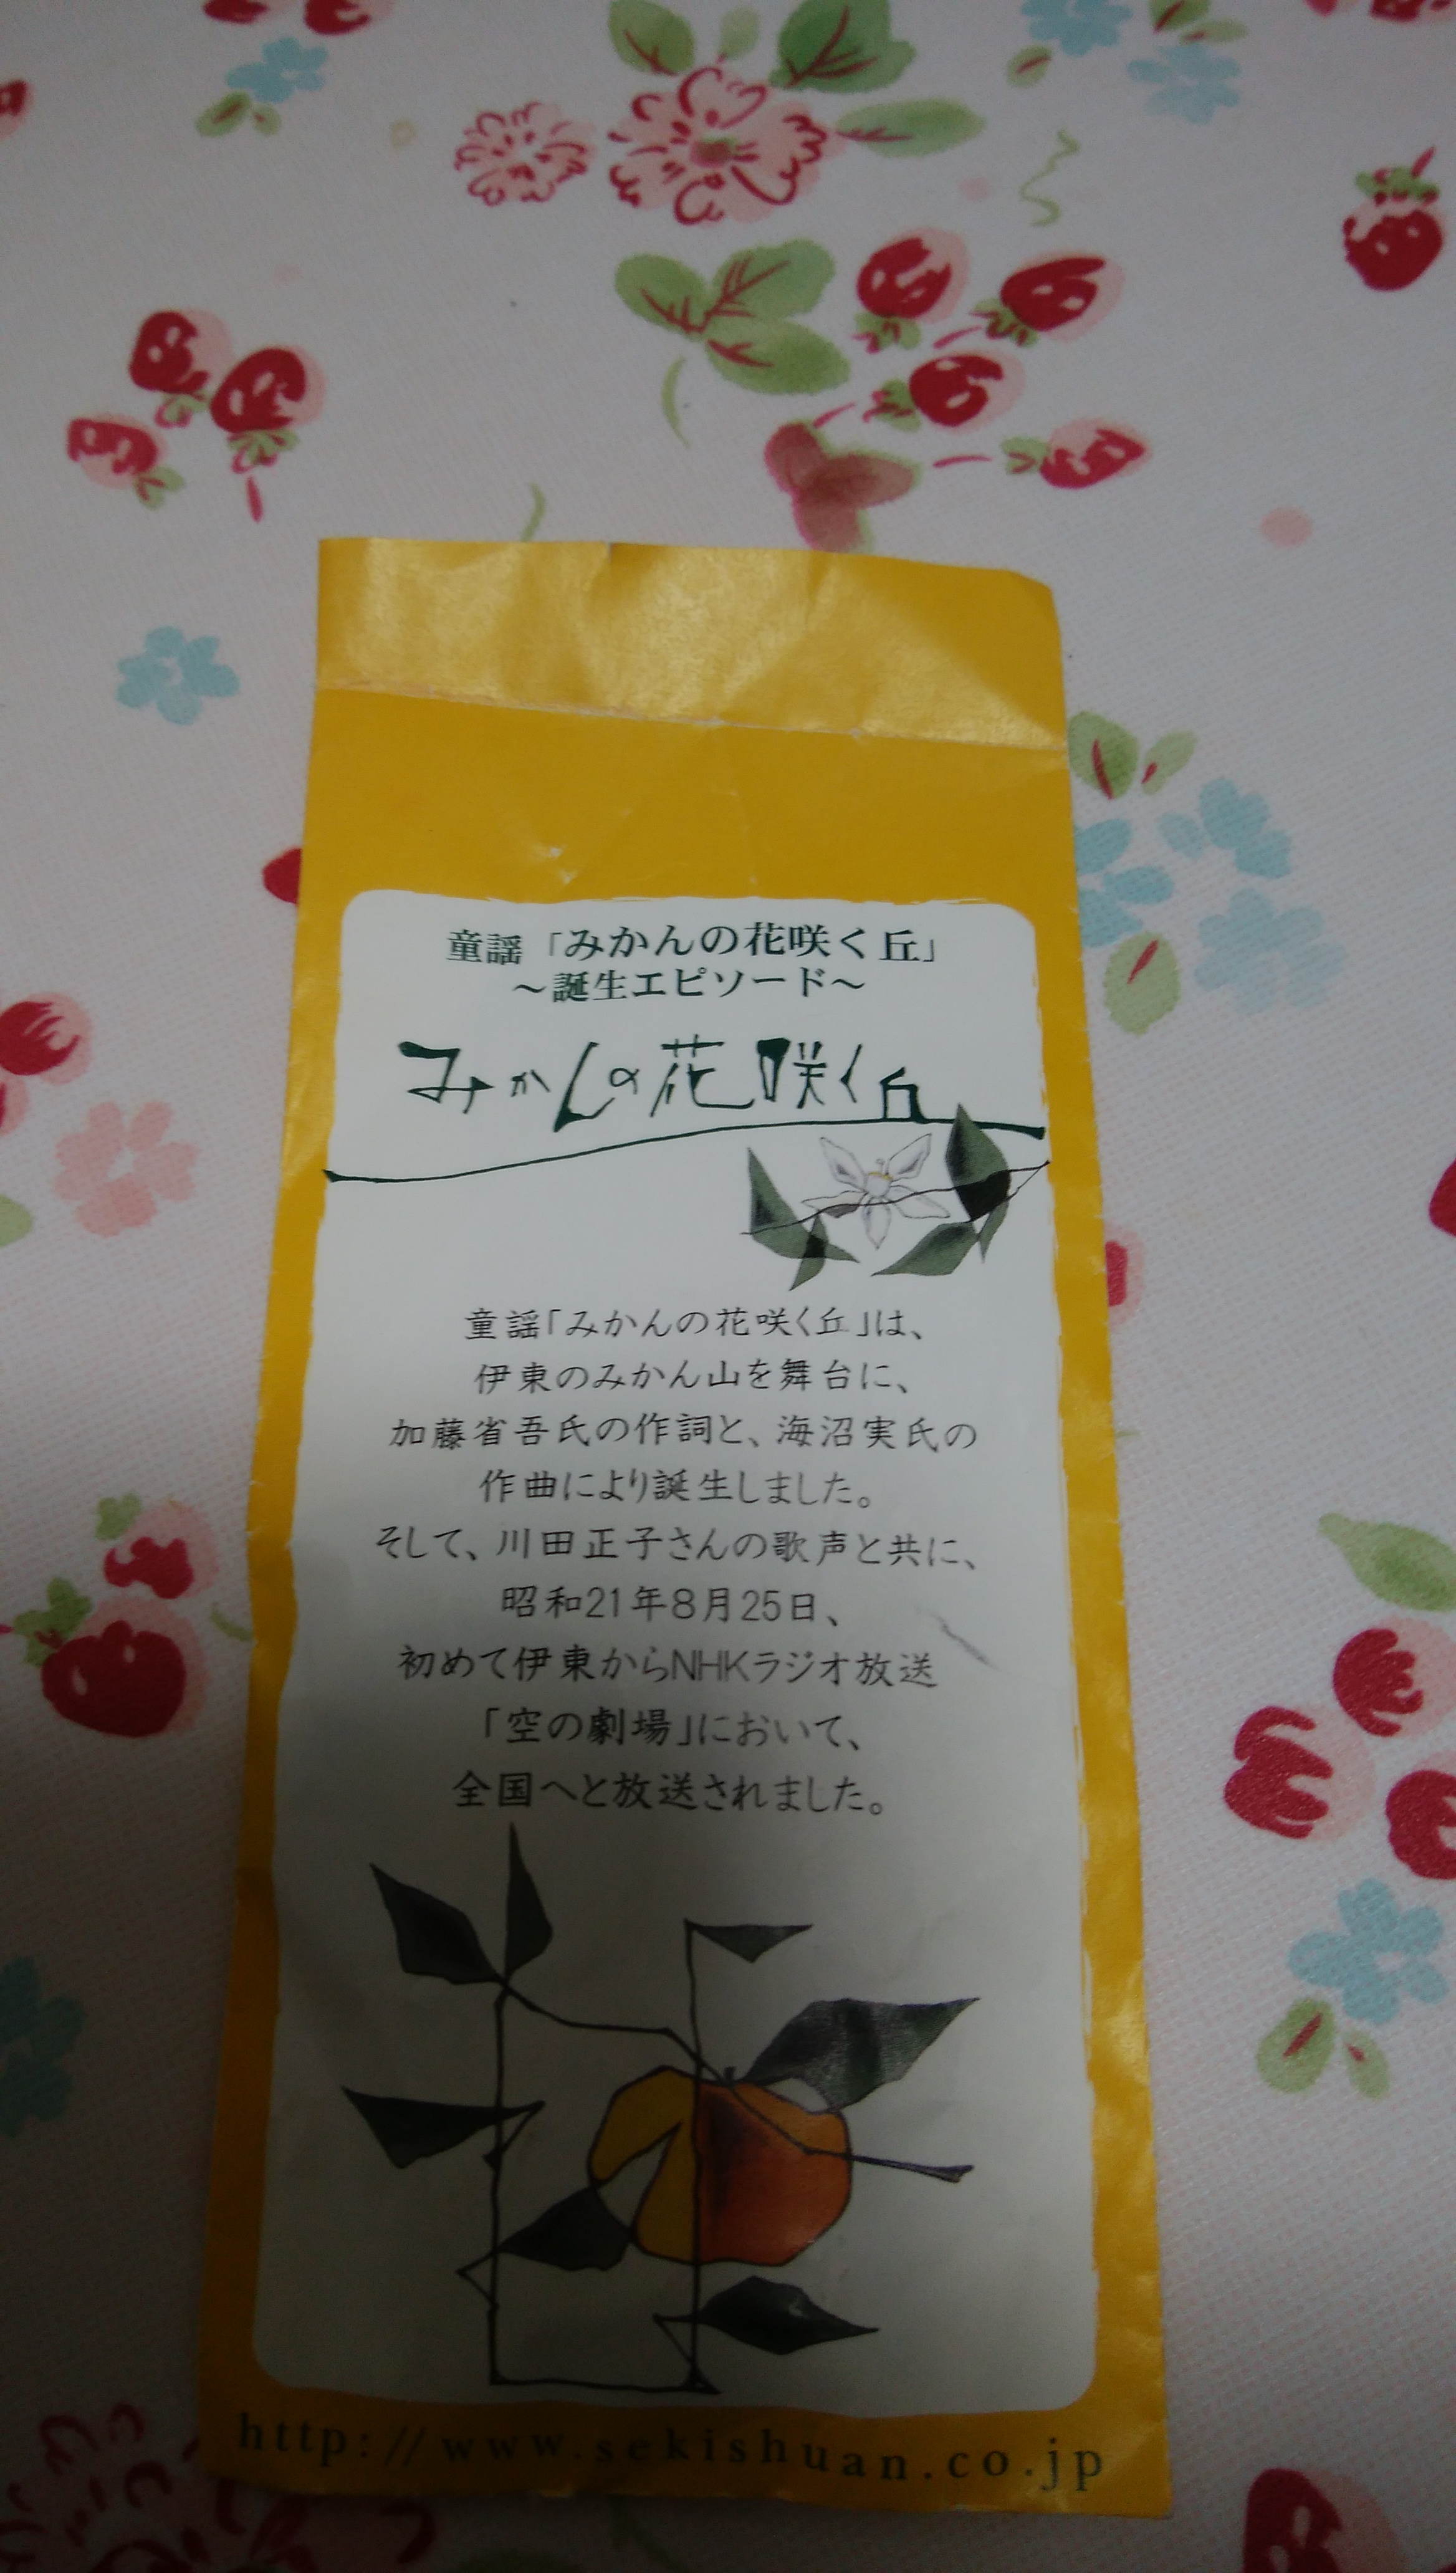 童謡「みかんの花咲く丘」
～誕生エピソード～
みかんの花咲く丘
童謡「みかんの花咲く丘」は、
伊東のみかん山を舞台に、
加藤省吾氏の作詞と、海沼実氏の
作曲により誕生しました。
そして、川田正子さんの歌声と共に、
昭和21年8月25日、
初めて伊東からNHKラジオ放送
「空の劇場」において、
全国へと放送されました。
http://www.sekishuan.co.jp